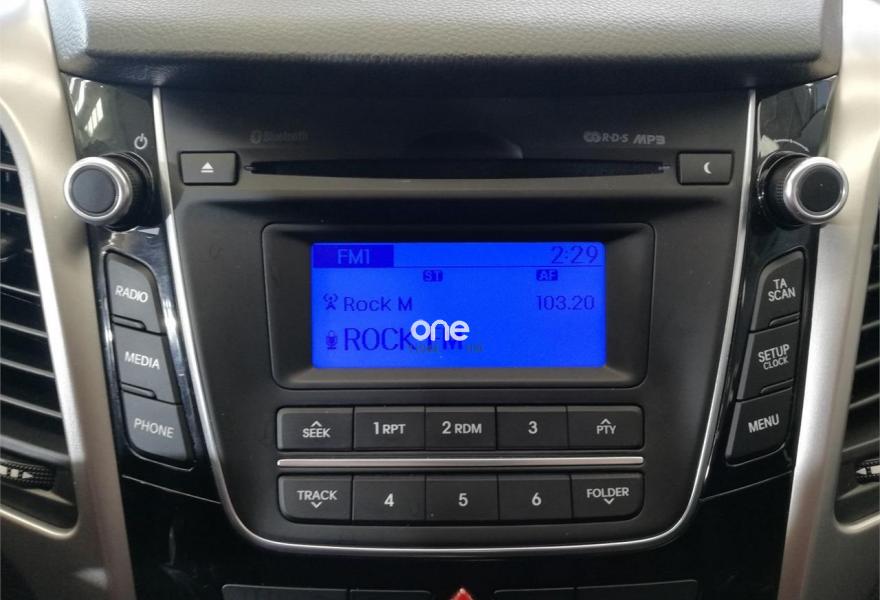 Bluetooth
R·D·S MP3
FM1 2:29
ST AF
Rock M 103.20
ROCK FM
one
RADIO
MEDIA
PHONE
TA
SCAN
SETUP
CLOCK
MENU
SEEK 1 RPT 2 RDM 3 PTY
TRACK 4 5 6 FOLDER